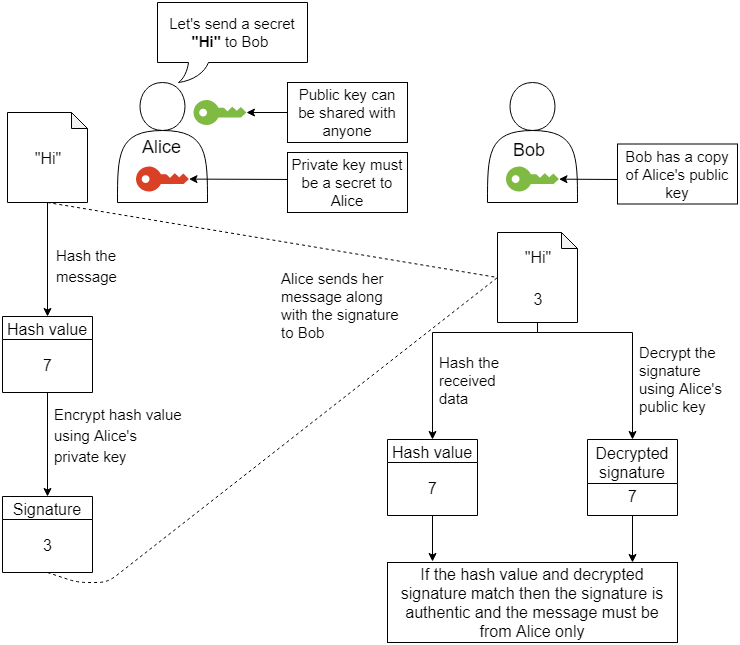 Let's send a secret
"Hi" to Bob
Public key can
be shared with
anyone
Alice
Private key must
be a secret to
Alice
Bob
Bob has a copy
of Alice's public
key
"Hi"
Hash the
message
Hash value
7
Encrypt hash value
using Alice's
private key
Signature
3
Alice sends her
message along
with the signature
to Bob
"Hi"
3
Hash the
received
data
Decrypt the
signature
using Alice's
public key
Hash value
7
Decrypted
signature
7
If the hash value and decrypted
signature match then the signature is
authentic and the message must be
from Alice only